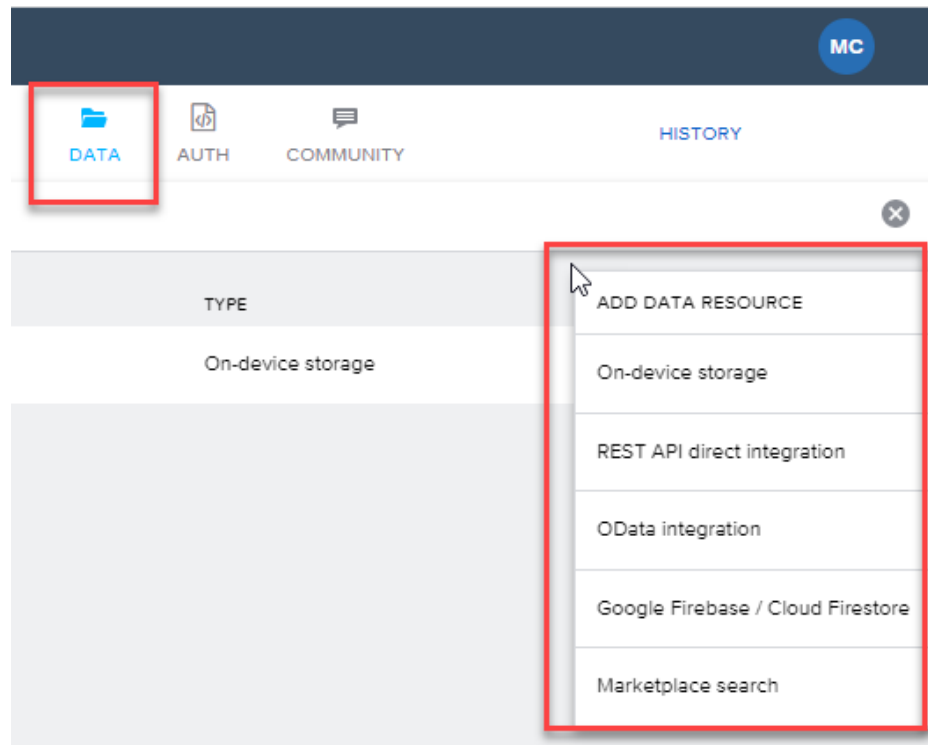 MC
DATA
AUTH
COMMUNITY
HISTORY
TYPE
ADD DATA RESOURCE
On-device storage
On-device storage
REST API direct integration
OData integration
Google Firebase / Cloud Firestore
Marketplace search